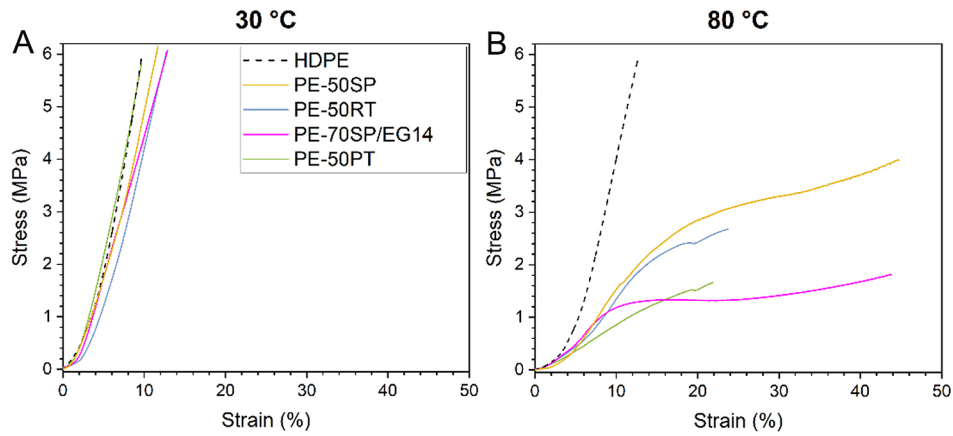 30 °C
80 °C
A
B
HDPE
PE-50SP
PE-50RT
PE-70SP/EG14
PE-50PT
Stress (MPa)
6
5
4
3
2
1
0
0 10 20 30 40 50
Strain (%)
Stress (MPa)
6
5
4
3
2
1
0
0 10 20 30 40 50
Strain (%)